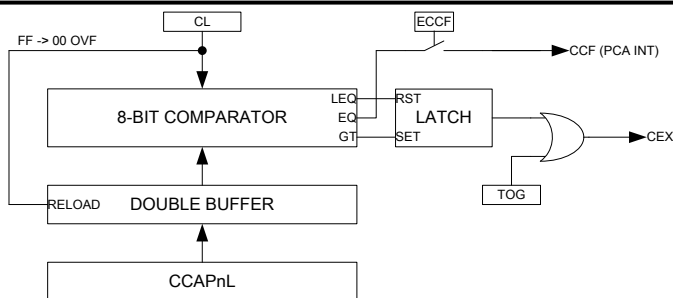 CL
ECCF
FF -> 00 OVF
CCF (PCA INT)
LEQ
RST
8-BIT COMPARATOR
EQ
LATCH
GT
SET
CEX
TOG
RELOAD
DOUBLE BUFFER
CCAPnL